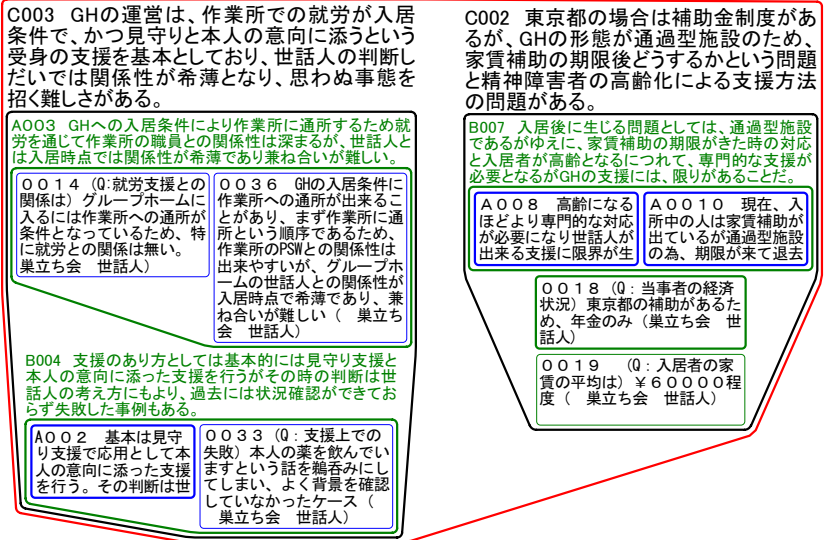 C003 GHの運営は、作業所での就労が入居
条件で、かつ見守りと本人の意向に添うという
受身の支援を基本としており、世話人の判断し
だいでは関係性が希薄となり、思わぬ事態を
招く難しさがある。
A003 GHへの入居条件により作業所に通所するため就
労を通じて作業所の職員との関係性は深まるが、世話人と
は入居時点では関係性が希薄であり兼ね合いが難しい。
0014(Q:就労支援との
関係は)グループホームに
入るには作業所への通所が
条件となっているため、特
に就労との関係は無い。
巣立ち会 世話人)
0036 GHの入居条件に
作業所への通所が出来るこ
とがあり、まず作業所に通
所という順序であるため、
作業所のPSWとの関係性は
出来やすいが、グループホ
ームの世話人との関係性が
入居時点で希薄であり、兼
ね合いが難しい( 巣立ち
会 世話人)
B004 支援のあり方としては基本的には見守り支援と
本人の意向に添った支援を行うがその時の判断は世
話人の考え方にもより、過去には状況確認ができてお
らず失敗した事例もある。
A002 基本は見守
り支援で応用として本
人の意向に添った支援
を行う。その判断は世
0033(Q:支援上での
失敗)本人の薬を飲んでい
ますという話を鵜呑みにし
てしまい、よく背景を確認
していなかったケース(
巣立ち会 世話人)
C002 東京都の場合は補助金制度があ
るが、GHの形態が通過型施設のため、
家賃補助の期限後どうするかという問題
と精神障害者の高齢化による支援方法
の問題がある。
B007 入居後に生じる問題としては、通過型施設
であるがゆえに、家賃補助の期限がきた時の対応
と入居者が高齢となるにつれて、専門的な支援が
必要となるがGHの支援には、限りがあることだ。
A008 高齢になる
ほどより専門的な対応
が必要になり世話人が
出来る支援に限界が生
A0010 現在、入
所中の人は家賃補助が
出ているが通過型施設
の為、期限が来て退去
0018(Q:当事者の経済
状況)東京都の補助があるた
め、年金のみ(巣立ち会 世
話人)
0019 (Q:入居者の家
賃の平均は)¥60000程
度( 巣立ち会 世話人)